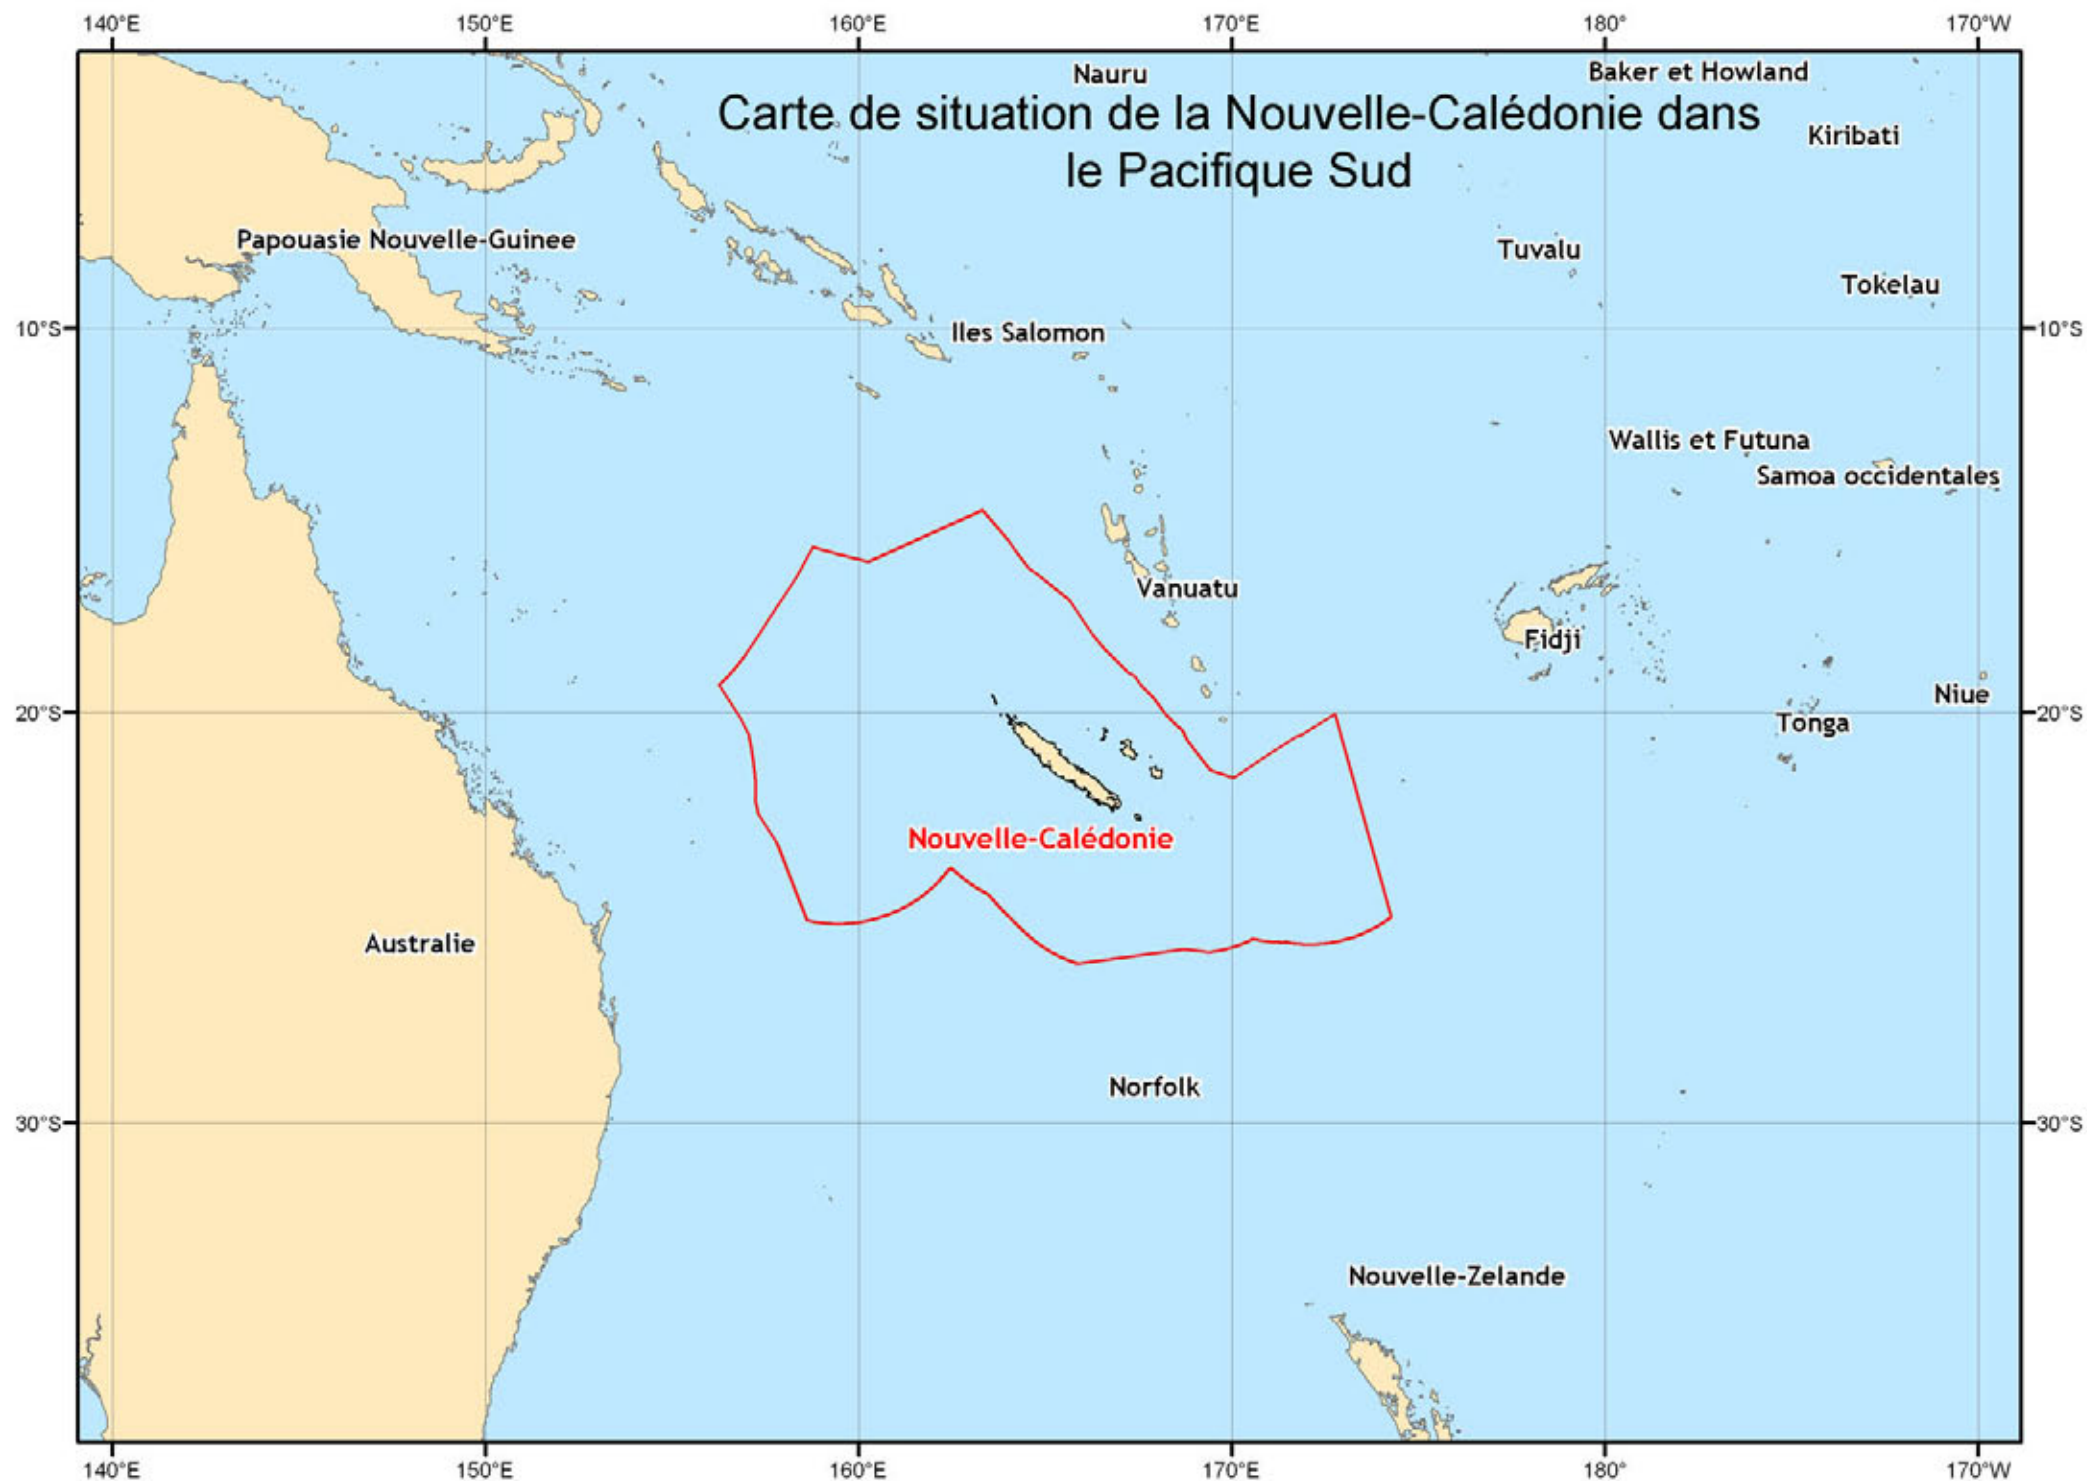 140°E
150°E
160°E
170°E
180°
170°W
Nauru
Baker et Howland
Carte de situation de la Nouvelle-Calédonie dans
le Pacifique Sud
Kiribati
Papouasie Nouvelle-Guinee
Tuvalu
Tokelau
10°S
Iles Salomon
10°S
Wallis et Futuna
Samoa occidentales
Vanuatu
Fidji
Niue
20°S
20°S
Tonga
Nouvelle-Calédonie
Australie
Norfolk
30°S
30°S
Nouvelle-Zelande
140°E
150°E
160°E
170°E
180°
170°W